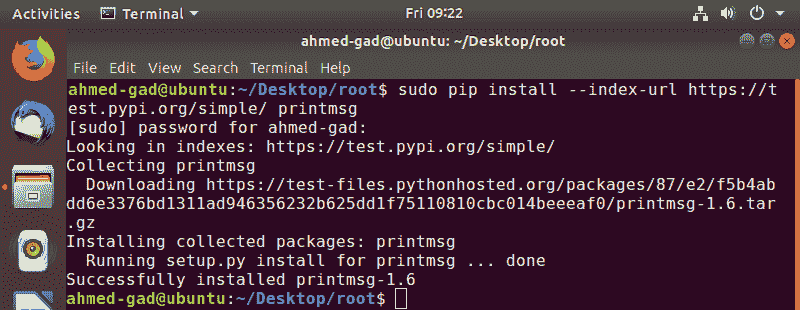 Activities Terminal Fri 09:22
ahmed-gad@ubuntu: ~/Desktop/root
File Edit View Search Terminal Help
ahmed-gad@ubuntu:~/Desktop/root$ sudo pip install --index-url https://t
est.pypi.org/simple/ printmsg
[sudo] password for ahmed-gad:
Looking in indexes: https://test.pypi.org/simple/
Collecting printmsg
  Downloading https://test-files.pythonhosted.org/packages/87/e2/f5b4ab
dd6e3376bd1311ad946356232b625dd1f75110810cbc014beeeaf0/printmsg-1.6.tar
.gz
Installing collected packages: printmsg
  Running setup.py install for printmsg ... done
Successfully installed printmsg-1.6
ahmed-gad@ubuntu:~/Desktop/root$